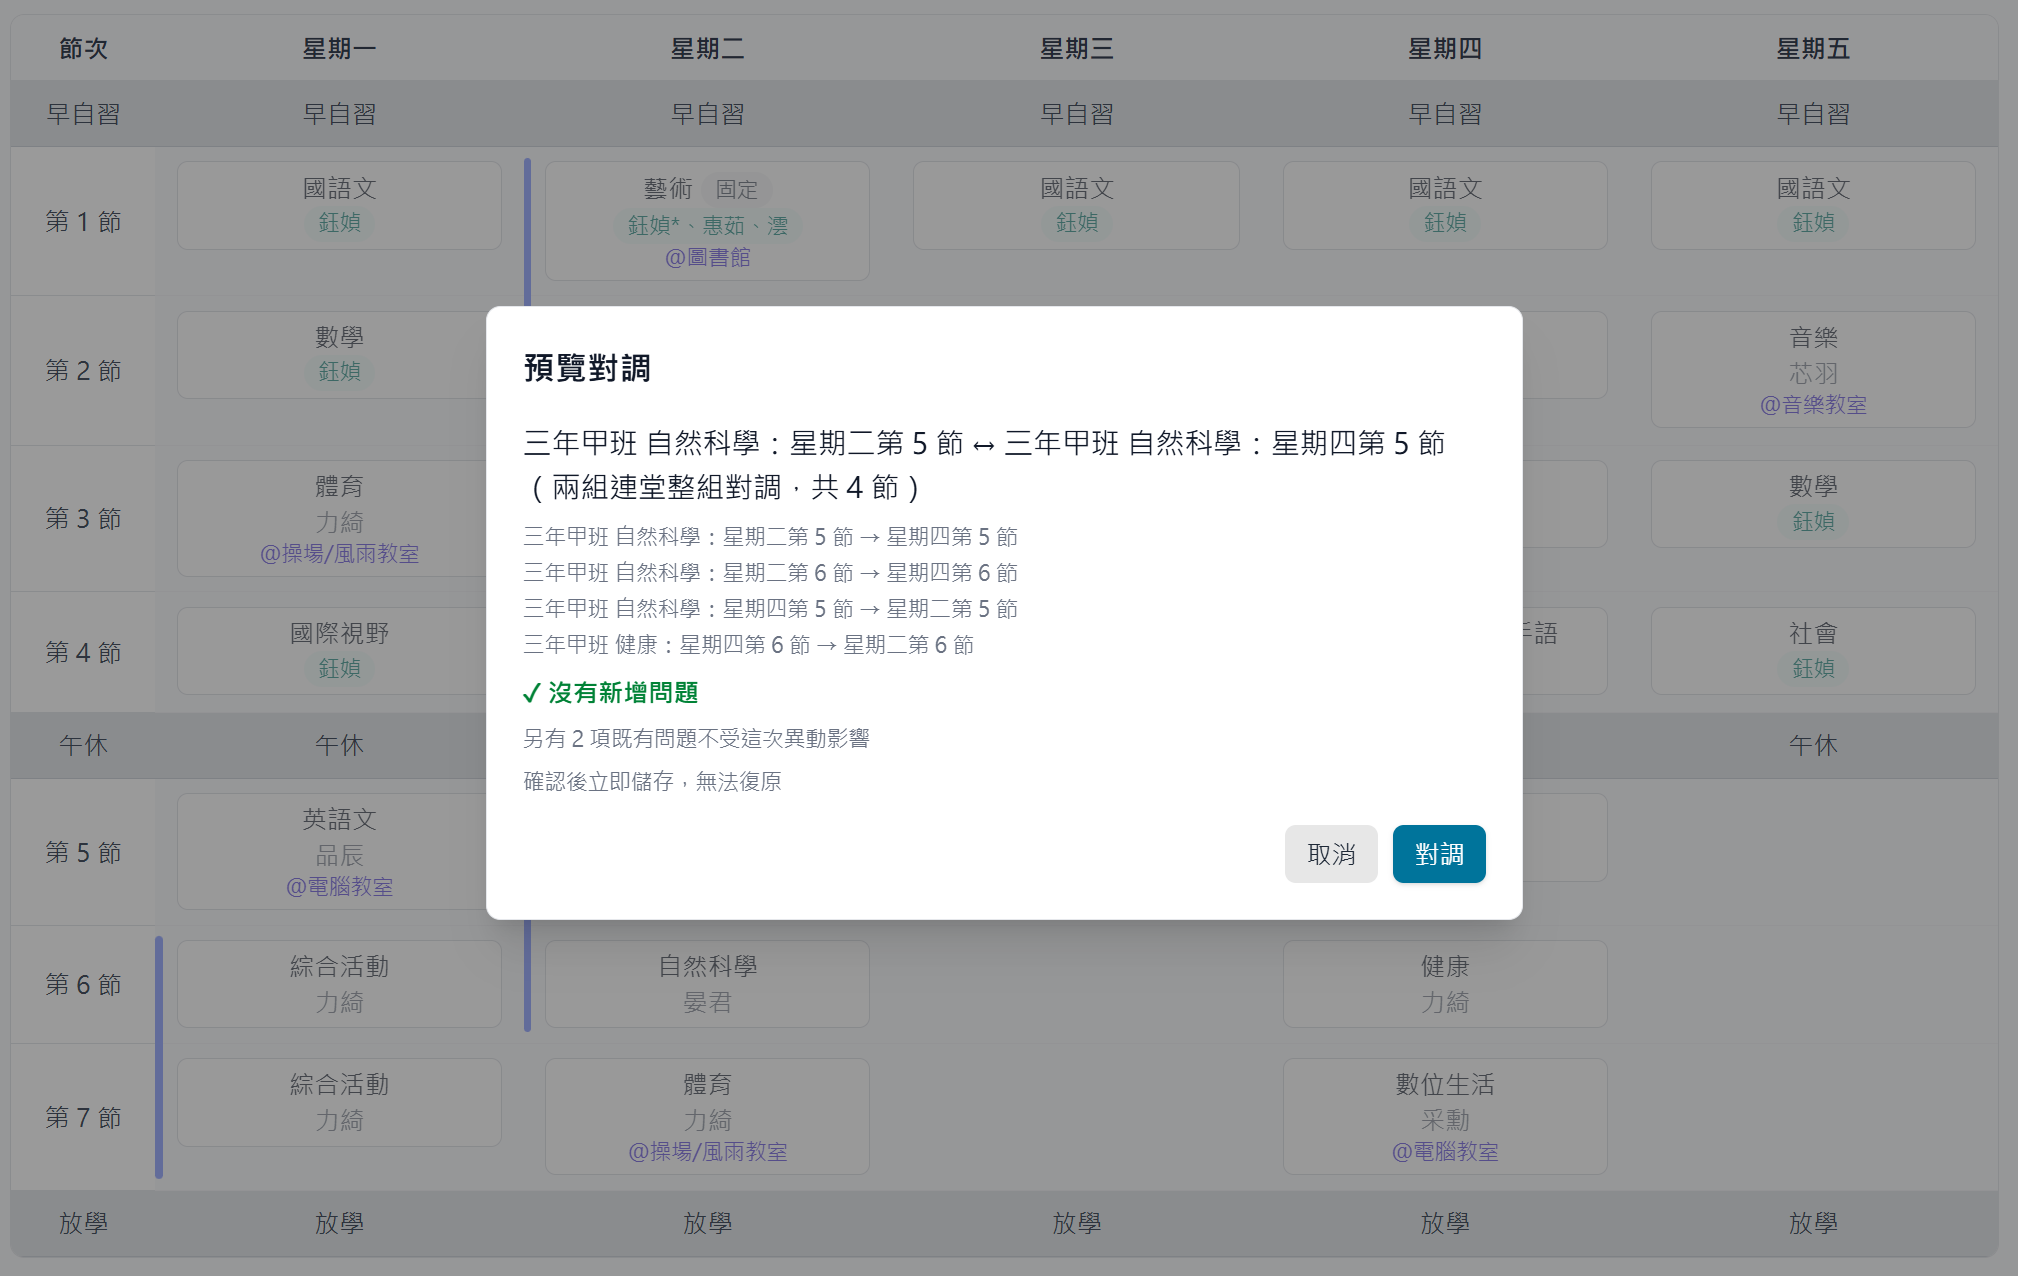 節次 星期一 星期二 星期三 星期四 星期五
早自習 早自習 早自習 早自習 早自習 早自習
第 1 節
國語文
鈺媜
藝術 固定
鈺媜*、惠茹、澐
@圖書館
國語文
鈺媜
國語文
鈺媜
國語文
鈺媜
第 2 節
數學
鈺媜
音樂
芯羽
@音樂教室
第 3 節
體育
力綺
@操場/風雨教室
數學
鈺媜
第 4 節
國際視野
鈺媜
手語
社會
鈺媜
午休 午休 午休
第 5 節
英語文
品辰
@電腦教室
預覽對調
三年甲班 自然科學：星期二第 5 節 ↔ 三年甲班 自然科學：星期四第 5 節
（兩組連堂整組對調，共 4 節）
三年甲班 自然科學：星期二第 5 節 → 星期四第 5 節
三年甲班 自然科學：星期二第 6 節 → 星期四第 6 節
三年甲班 自然科學：星期四第 5 節 → 星期二第 5 節
三年甲班 健康：星期四第 6 節 → 星期二第 6 節
✓ 沒有新增問題
另有 2 項既有問題不受這次異動影響
確認後立即儲存，無法復原
取消 對調
第 6 節
綜合活動
力綺
自然科學
晏君
健康
力綺
第 7 節
綜合活動
力綺
體育
力綺
@操場/風雨教室
數位生活
采勳
@電腦教室
放學 放學 放學 放學 放學 放學